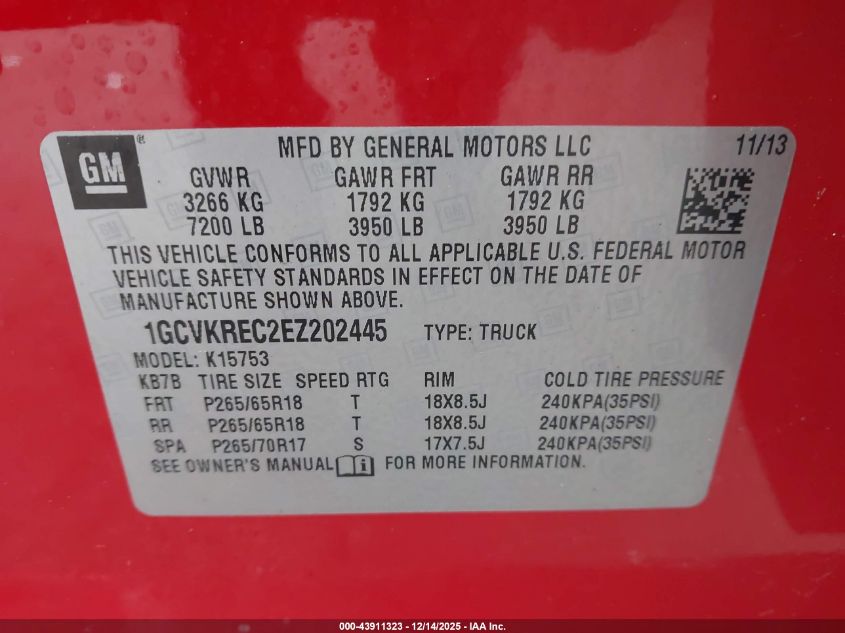 GM ®
MFD BY GENERAL MOTORS LLC 11/13
GVWR GAWR FRT GAWR RR
3266 KG 1792 KG 1792 KG
7200 LB 3950 LB 3950 LB
THIS VEHICLE CONFORMS TO ALL APPLICABLE U.S. FEDERAL MOTOR
VEHICLE SAFETY STANDARDS IN EFFECT ON THE DATE OF
MANUFACTURE SHOWN ABOVE.
1GCVKREC2EZ202445 TYPE: TRUCK
MODEL: K15753
KB7B TIRE SIZE SPEED RTG RIM COLD TIRE PRESSURE
FRT P265/65R18 T 18X8.5J 240KPA(35PSI)
RR P265/65R18 T 18X8.5J 240KPA(35PSI)
SPA P265/70R17 S 17X7.5J 240KPA(35PSI)
SEE OWNER'S MANUAL i FOR MORE INFORMATION.
000-43911323 - 12/14/2025 - IAA Inc.